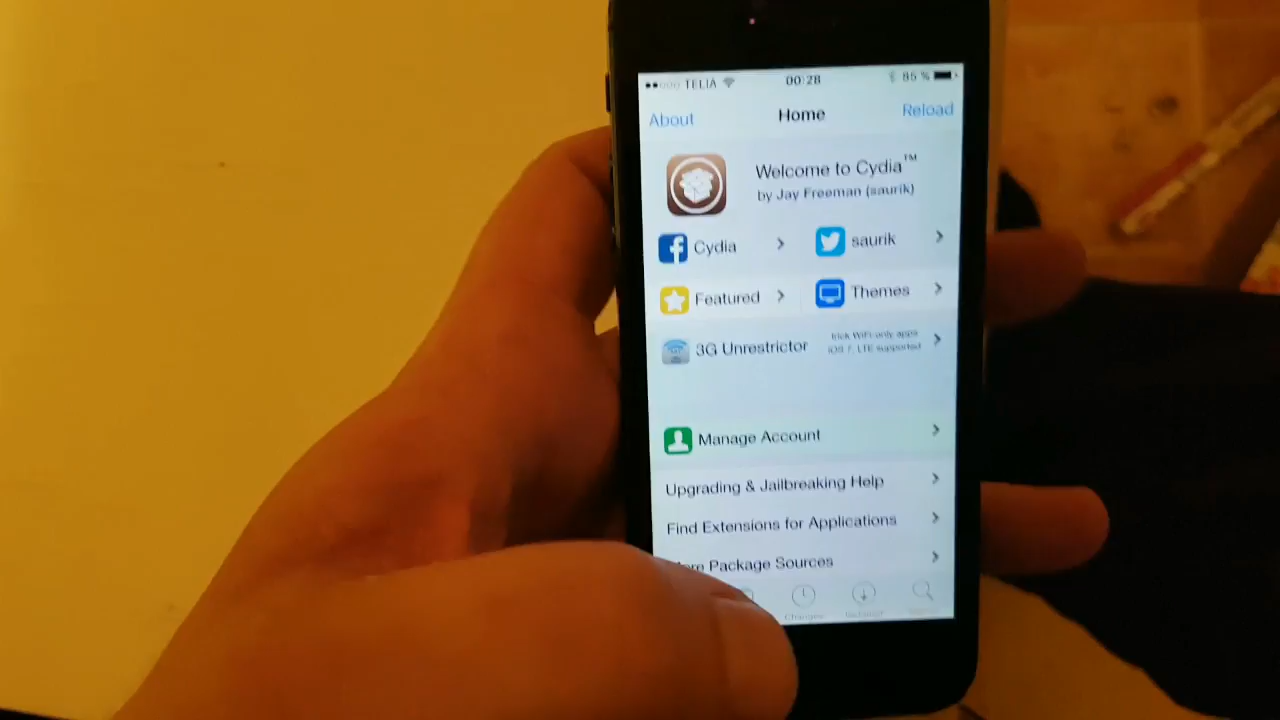 TELIA 00:28 85 %
About Home Reload
Welcome to Cydia™
by Jay Freeman (saurik)
Cydia saurik
Featured Themes
3G Unrestrictor
trick WiFi-only apps
iOS 7, LTE supported
Manage Account
Upgrading & Jailbreaking Help
Find Extensions for Applications
Package Sources
Changes